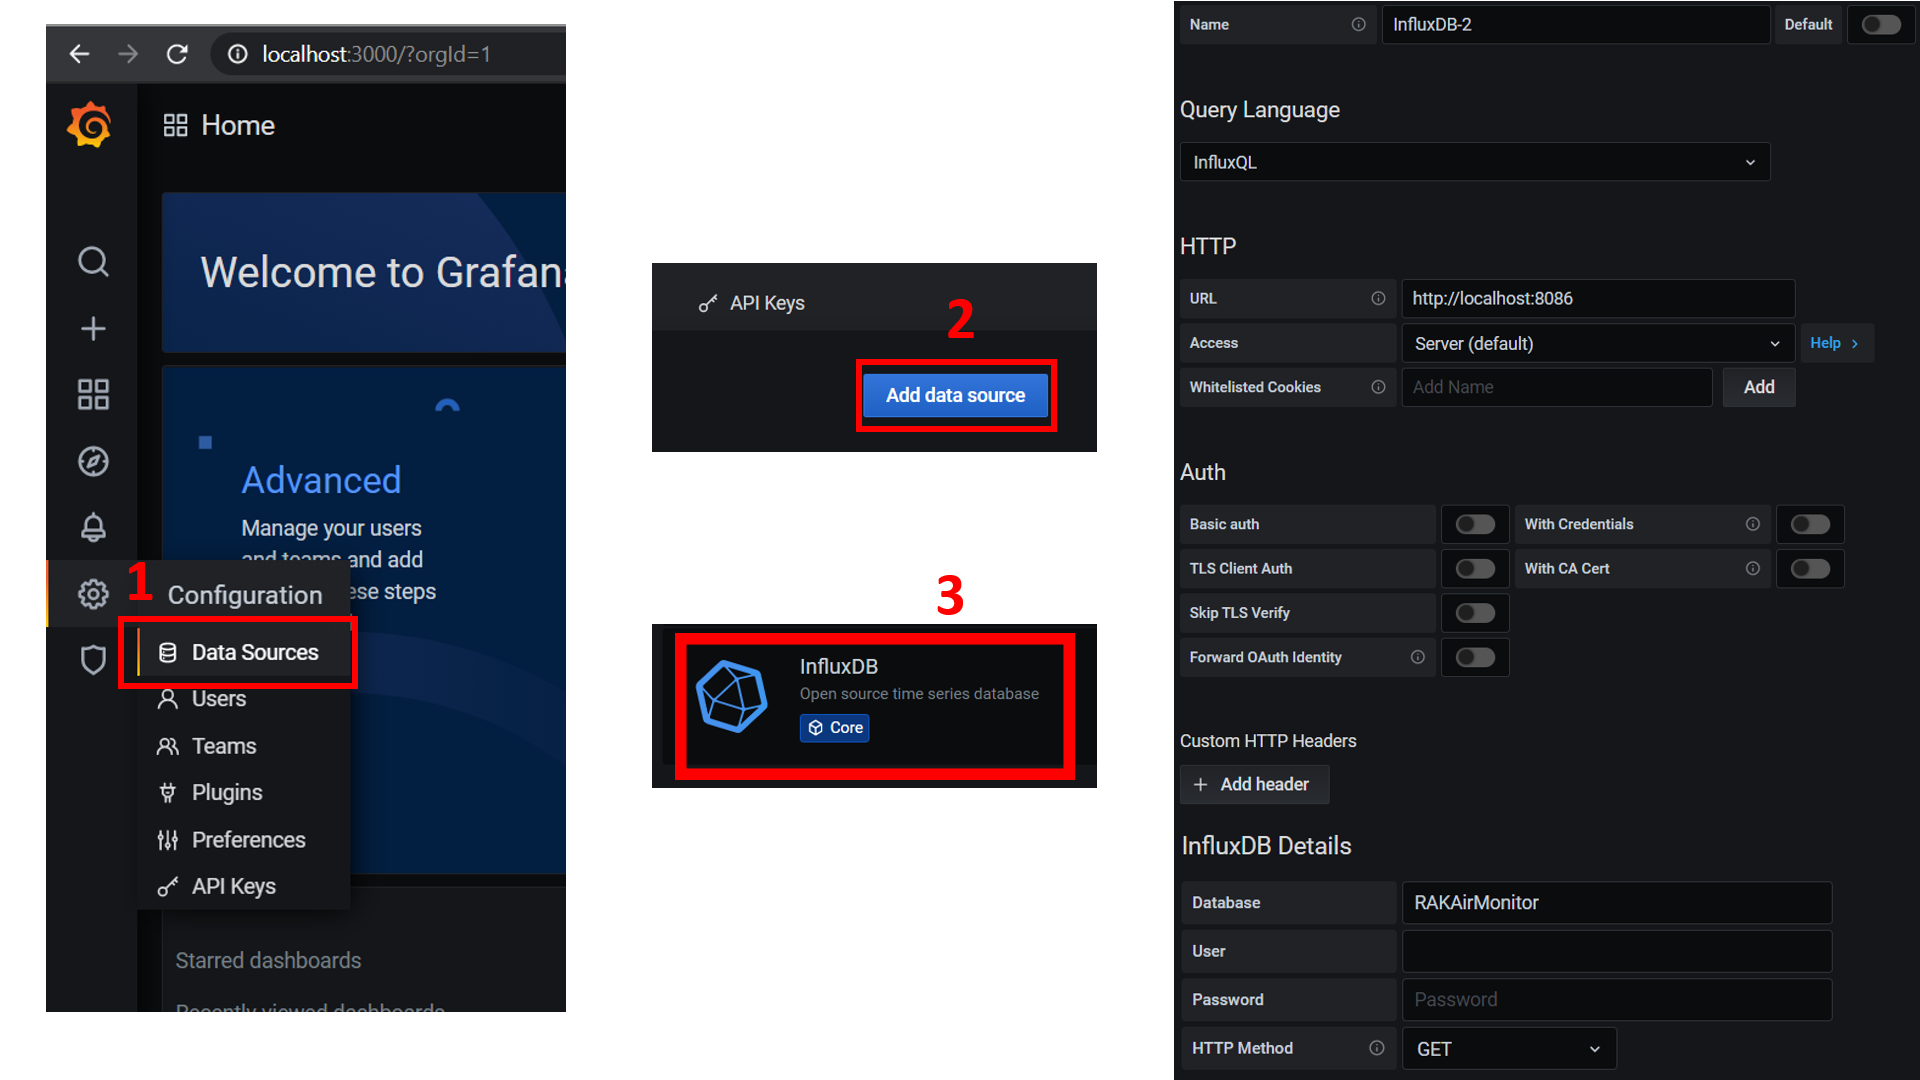 localhost:3000/?orgId=1
Home
Welcome to Grafana
Advanced
Manage your users
and teams and add
ese steps
1
Configuration
Data Sources
Users
Teams
Plugins
Preferences
API Keys
Starred dashboards
Recently viewed dashboards
API Keys
2
Add data source
3
InfluxDB
Open source time series database
Core
Name
InfluxDB-2
Default
Query Language
InfluxQL
HTTP
URL
http://localhost:8086
Access
Server (default)
Help >
Whitelisted Cookies
Add Name
Add
Auth
Basic auth
With Credentials
TLS Client Auth
With CA Cert
Skip TLS Verify
Forward OAuth Identity
Custom HTTP Headers
+ Add header
InfluxDB Details
Database
RAKAirMonitor
User
Password
Password
HTTP Method
GET